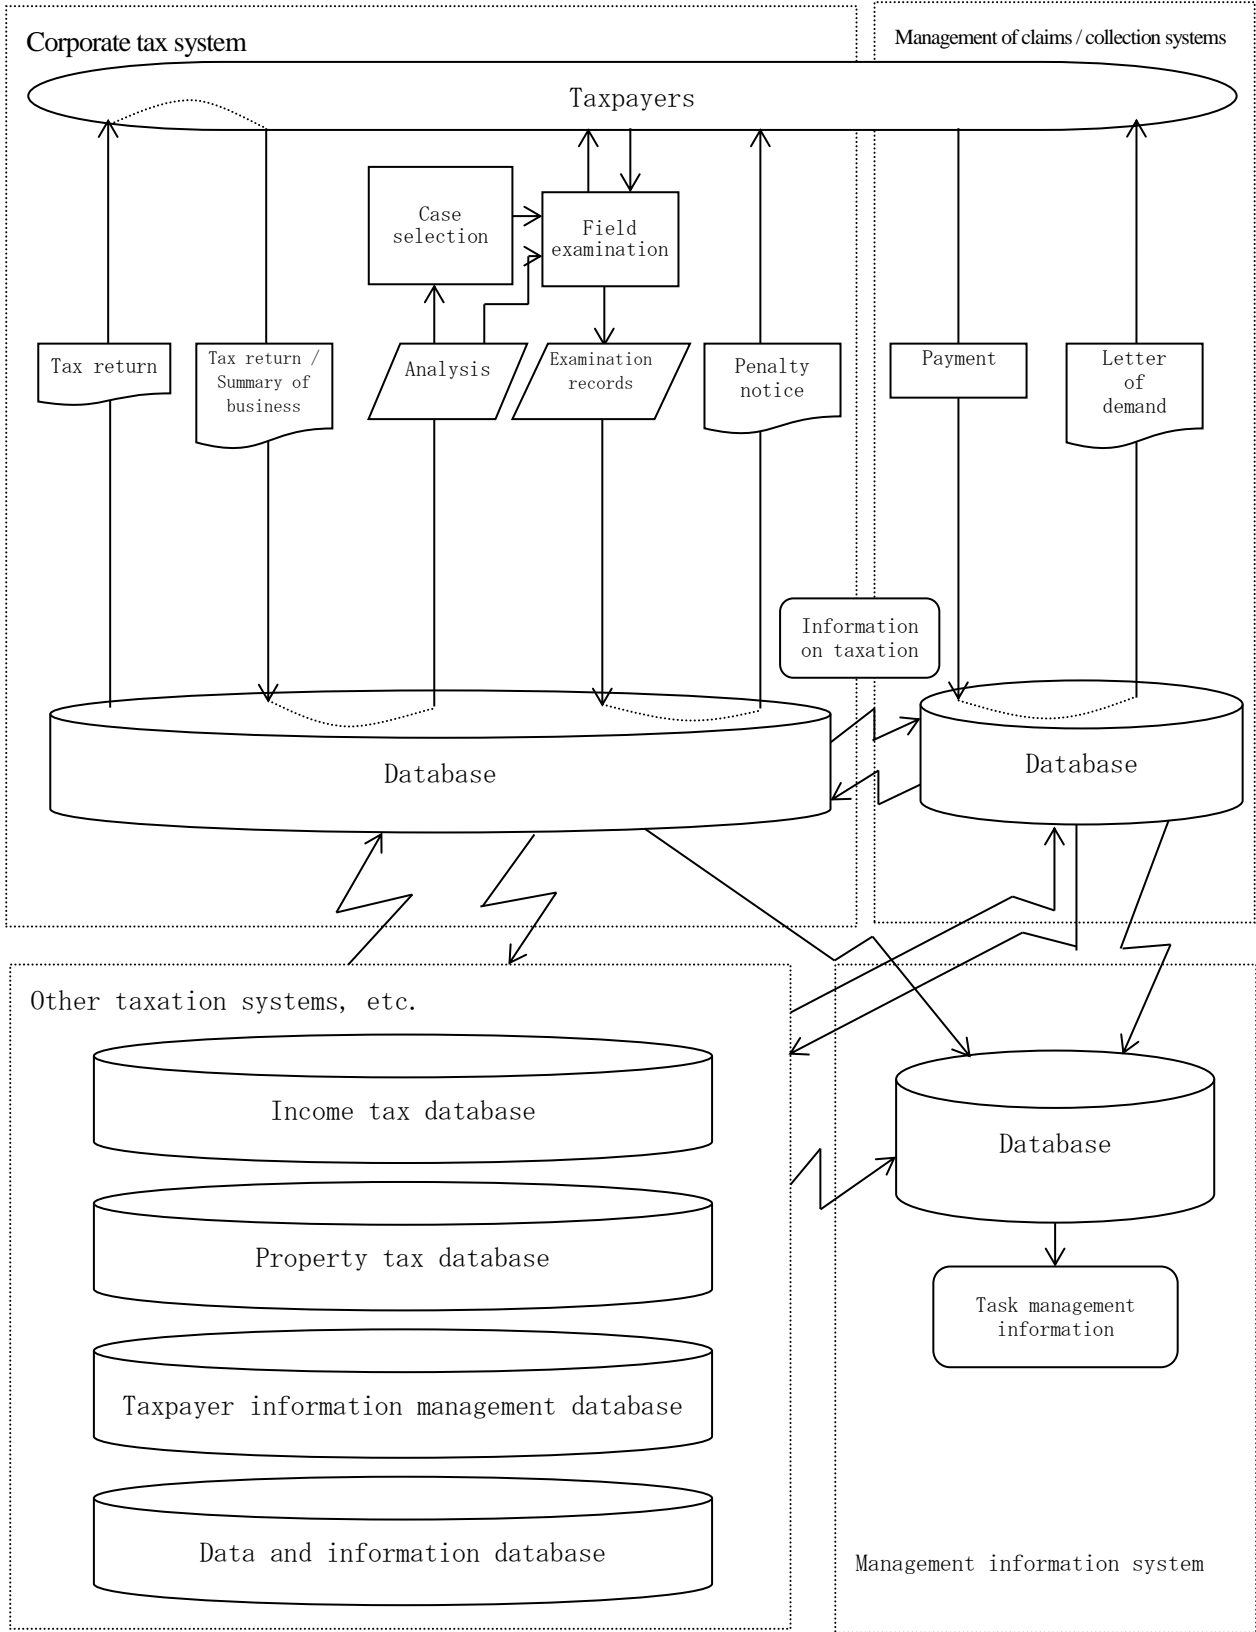 Corporate tax system
Management of claims / collection systems
Taxpayers
Case
selection
Field
examination
Tax return
Tax return /
Summary of
business
Analysis
Examination
records
Penalty
notice
Payment
Letter
of
demand
Information
on taxation
Database
Database
Other taxation systems, etc.
Income tax database
Property tax database
Taxpayer information management database
Data and information database
Database
Task management
information
Management information system